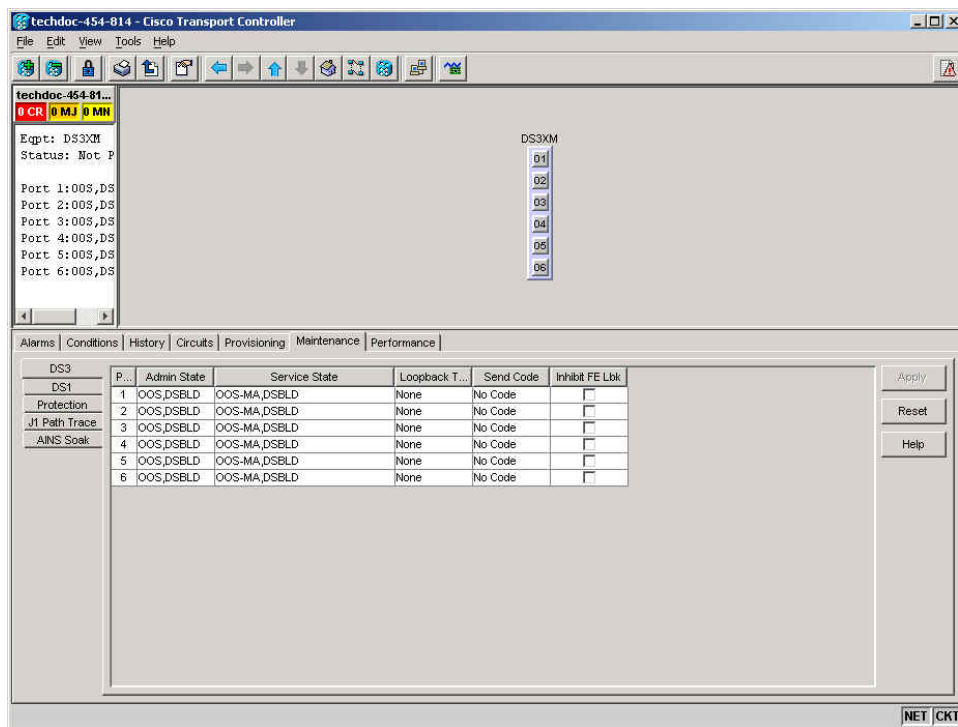 techdoc-454-814 - Cisco Transport Controller
File Edit View Tools Help
techdoc-454-81...
0 CR 0 MJ 0 MN
Eqpt: DS3XM
Status: Not P
Port 1:OOS,DS
Port 2:OOS,DS
Port 3:OOS,DS
Port 4:OOS,DS
Port 5:OOS,DS
Port 6:OOS,DS
DS3XM
01
02
03
04
05
06
Alarms Conditions History Circuits Provisioning Maintenance Performance
DS3
DS1
Protection
J1 Path Trace
AINS Soak
P... Admin State Service State Loopback T... Send Code Inhibit FE Lbk
1 OOS,DSBLD OOS-MA,DSBLD None No Code
2 OOS,DSBLD OOS-MA,DSBLD None No Code
3 OOS,DSBLD OOS-MA,DSBLD None No Code
4 OOS,DSBLD OOS-MA,DSBLD None No Code
5 OOS,DSBLD OOS-MA,DSBLD None No Code
6 OOS,DSBLD OOS-MA,DSBLD None No Code
Apply
Reset
Help
NET CKT